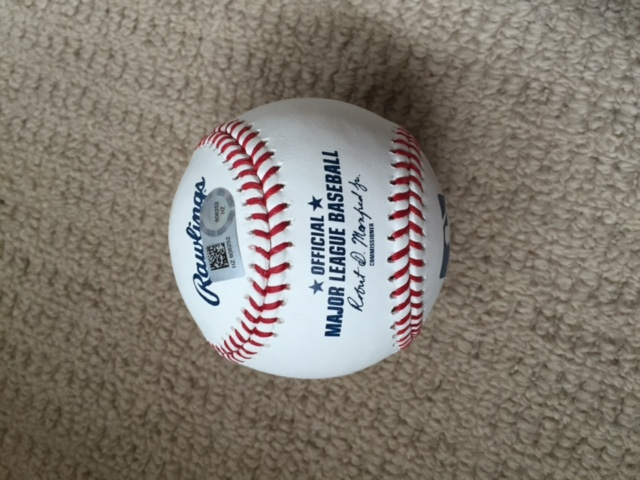 Rawlings
★ OFFICIAL ★
MAJOR LEAGUE BASEBALL
Robert D. Manfred Jr.
COMMISSIONER